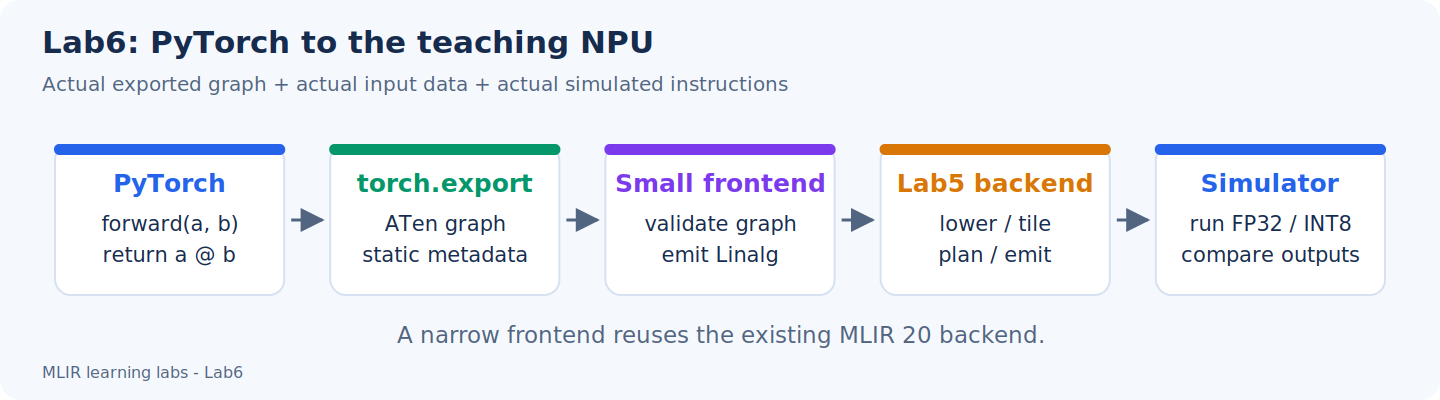 Lab6: PyTorch to the teaching NPU
Actual exported graph + actual input data + actual simulated instructions
PyTorch
forward(a, b)
return a @ b
torch.export
ATen graph
static metadata
Small frontend
validate graph
emit Linalg
Lab5 backend
lower / tile
plan / emit
Simulator
run FP32 / INT8
compare outputs
A narrow frontend reuses the existing MLIR 20 backend.
MLIR learning labs - Lab6